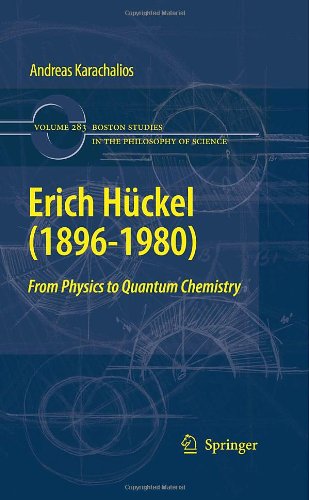 Andreas Karachalios
VOLUME 283 BOSTON STUDIES
IN THE PHILOSOPHY OF SCIENCE
Erich Hückel
(1896-1980)
From Physics to Quantum Chemistry
Springer